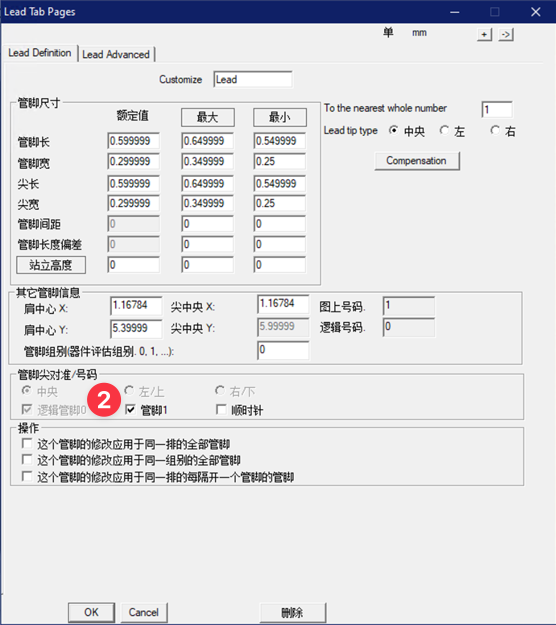 Lead Tab Pages
单 mm + ->
Lead Definition Lead Advanced
Customize Lead
管脚尺寸
额定值 最大 最小
To the nearest whole number 1
管脚长 0.599999 0.649999 0.549999
Lead tip type 中央 左 右
管脚宽 0.299999 0.349999 0.25
Compensation
尖长 0.599999 0.649999 0.549999
尖宽 0.299999 0.349999 0.25
管脚间距 0 0 0
管脚长度偏差 0 0 0
站立高度 0 0 0
其它管脚信息
肩中心 X: 1.16784 尖中央 X: 1.16784 图上号码. 1
肩中心 Y: 5.39999 尖中央 Y: 5.99999 逻辑号码. 0
管脚组别(器件评估组别. 0, 1, ...): 0
管脚尖对准/号码
中央 左/上 右/下
逻辑管脚0 2 管脚1 顺时针
操作
这个管脚的修改应用于同一排的全部管脚
这个管脚的修改应用于同一组别的全部管脚
这个管脚的修改应用于同一排的每隔开一个管脚的管脚
OK Cancel 删除